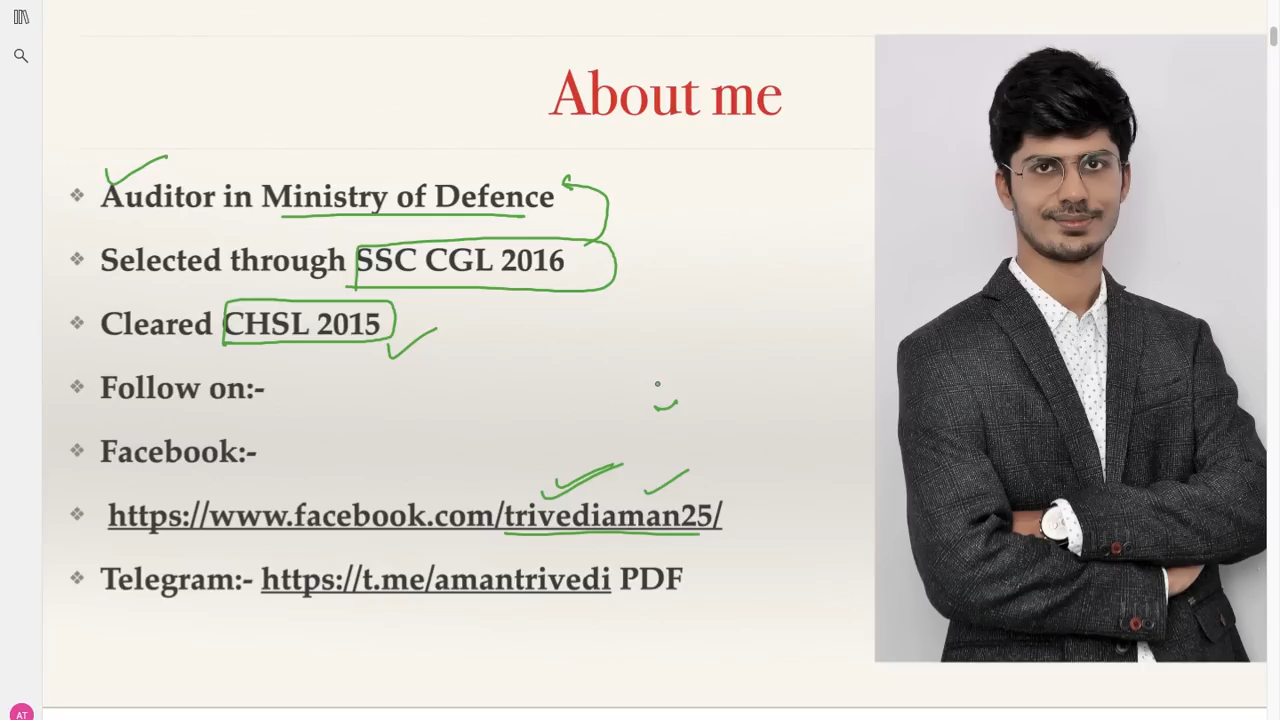 About me
Auditor in Ministry of Defence
Selected through SSC CGL 2016
Cleared CHSL 2015
Follow on:-
Facebook:-
https://www.facebook.com/trivediaman25/
Telegram:- https://t.me/amantrivedi PDF
AT